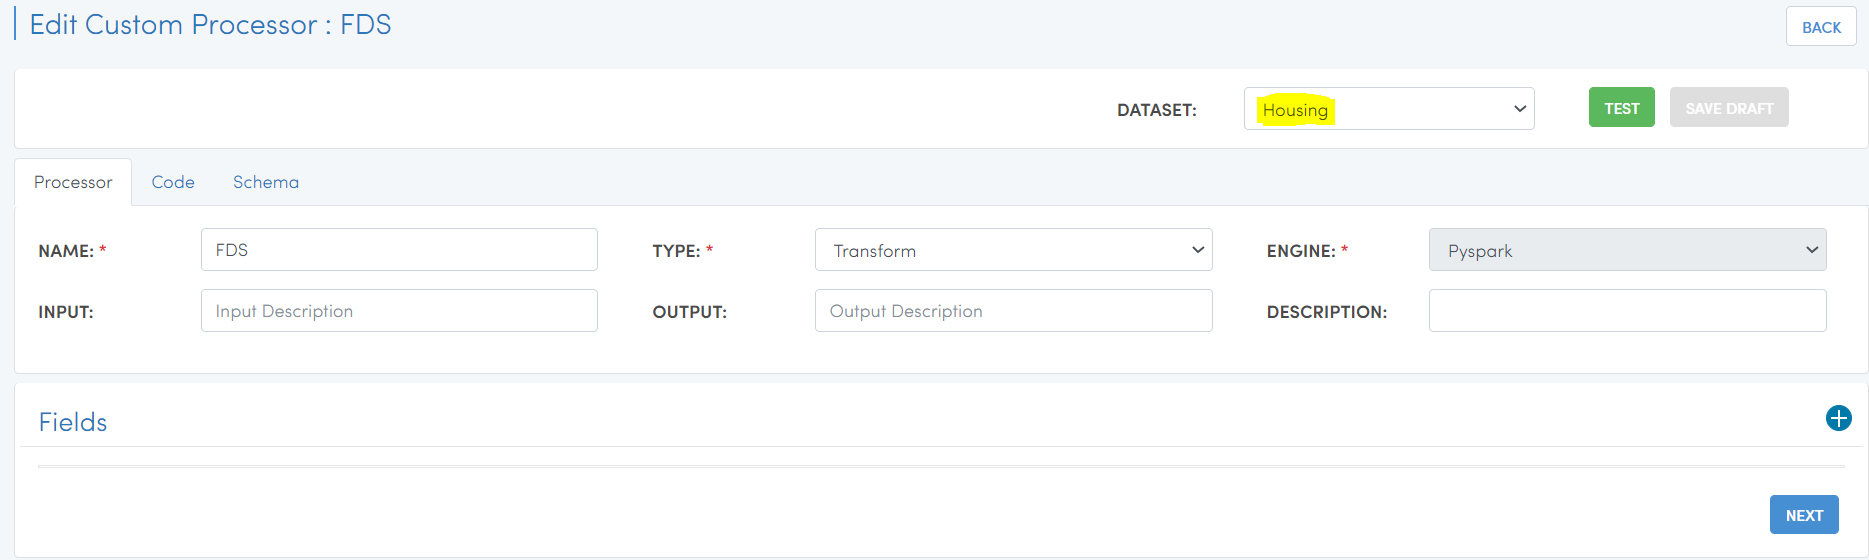 Edit Custom Processor : FDS
BACK
DATASET: Housing TEST SAVE DRAFT
Processor Code Schema
NAME: * FDS TYPE: * Transform ENGINE: * Pyspark
INPUT: Input Description OUTPUT: Output Description DESCRIPTION:
Fields
NEXT